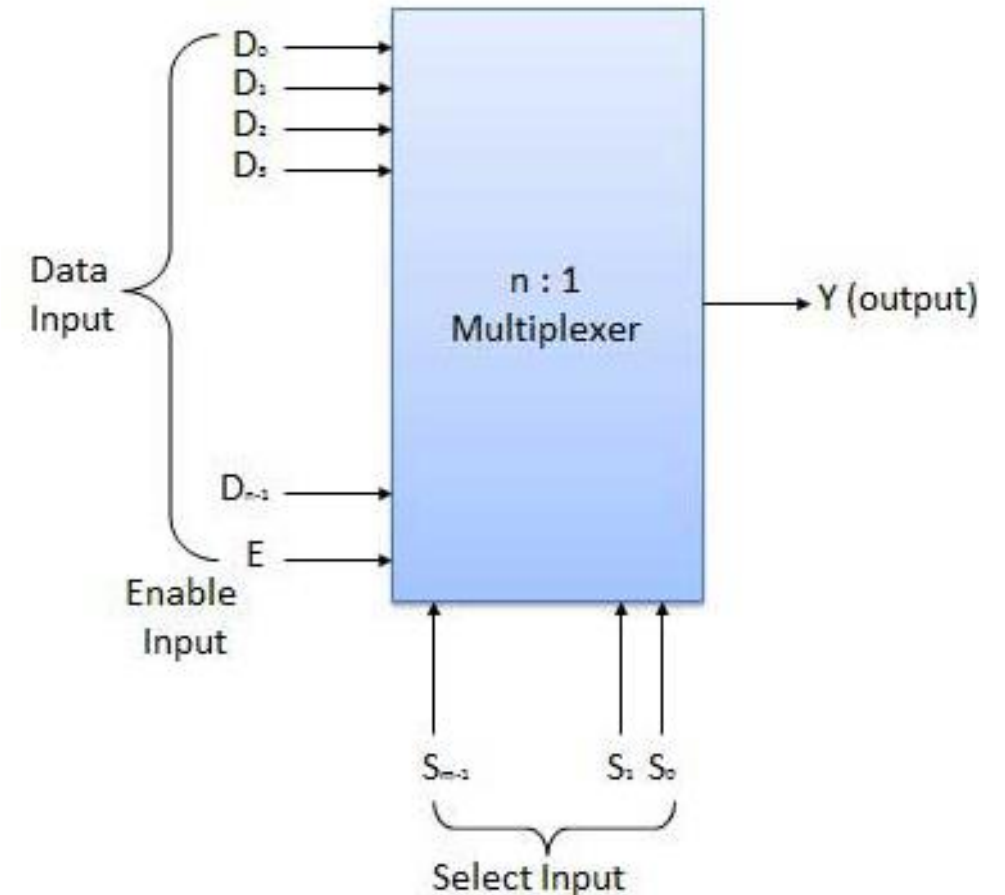 D₀
D₁
D₂
D₃
Data
Input
n : 1
Multiplexer
Y (output)
Dₙ₋₁
E
Enable
Input
Sₘ₋₁ S₁ S₀
Select Input